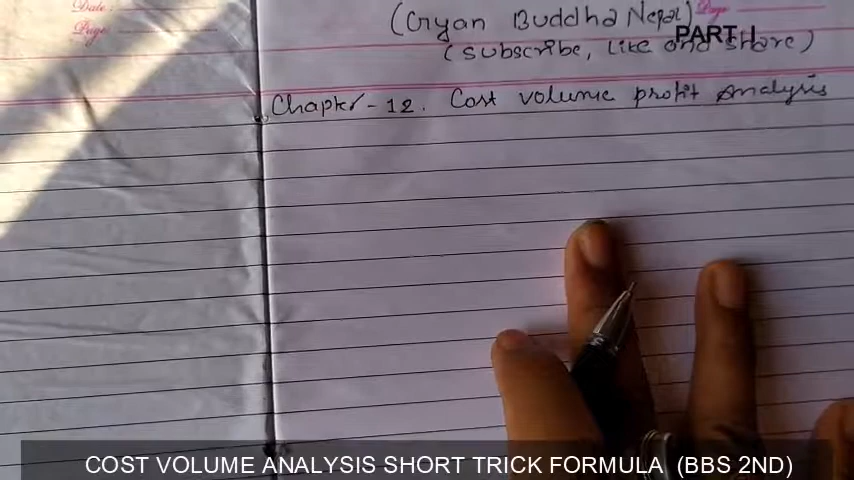 Date:
Page
(Gyan Buddha Nepal) Page
PART I
(subscribe, like and share)
Chapter - 12. Cost volume profit Analysis
COST VOLUME ANALYSIS SHORT TRICK FORMULA (BBS 2ND)